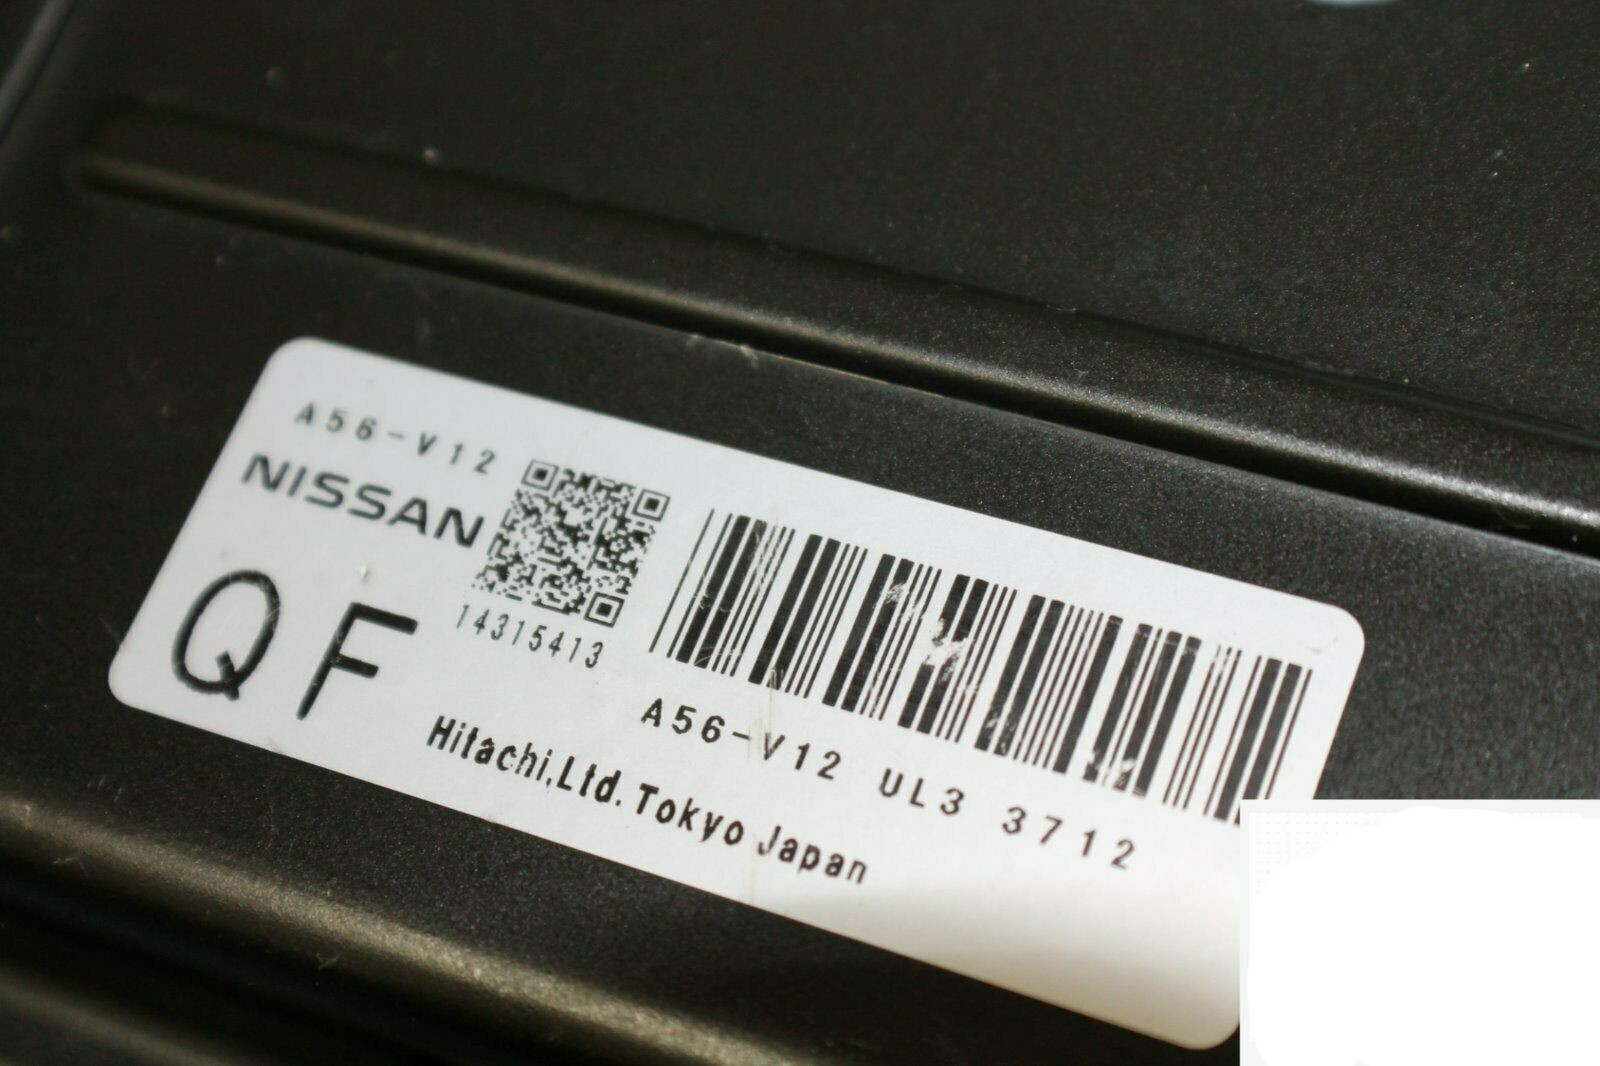 A56-V12
NISSAN
QF
14315413
A56-V12 UL3 3712
Hitachi,Ltd.Tokyo Japan